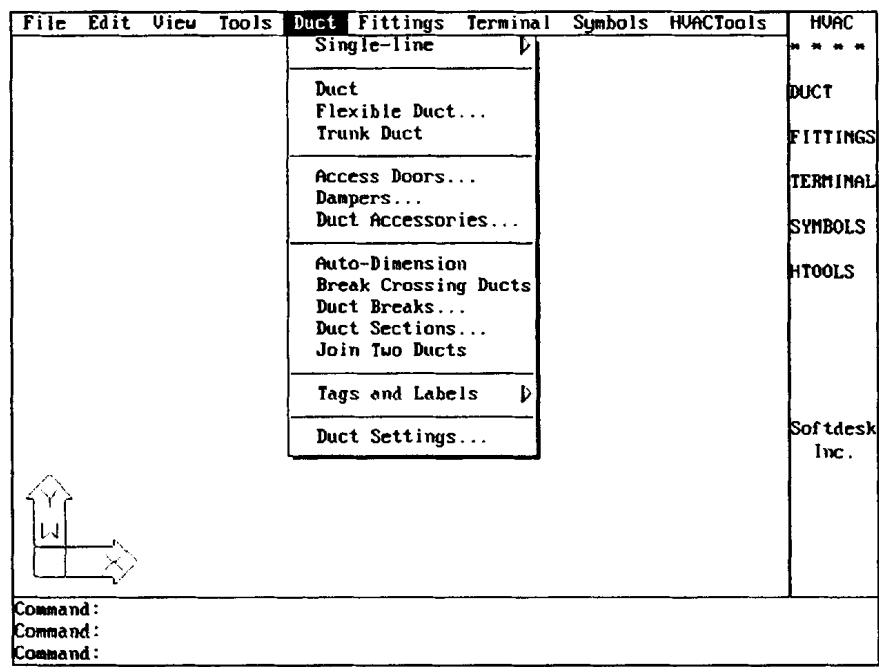 File Edit View Tools Duct Fittings Terminal Symbols HVACTools HVAC
* * * *
Single-line
Duct
Flexible Duct...
Trunk Duct
Access Doors...
Dampers...
Duct Accessories...
Auto-Dimension
Break Crossing Ducts
Duct Breaks...
Duct Sections...
Join Two Ducts
Tags and Labels
Duct Settings...
DUCT
FITTINGS
TERMINAL
SYMBOLS
HTOOLS
Softdesk
Inc.
Y
W
X
Command:
Command:
Command: